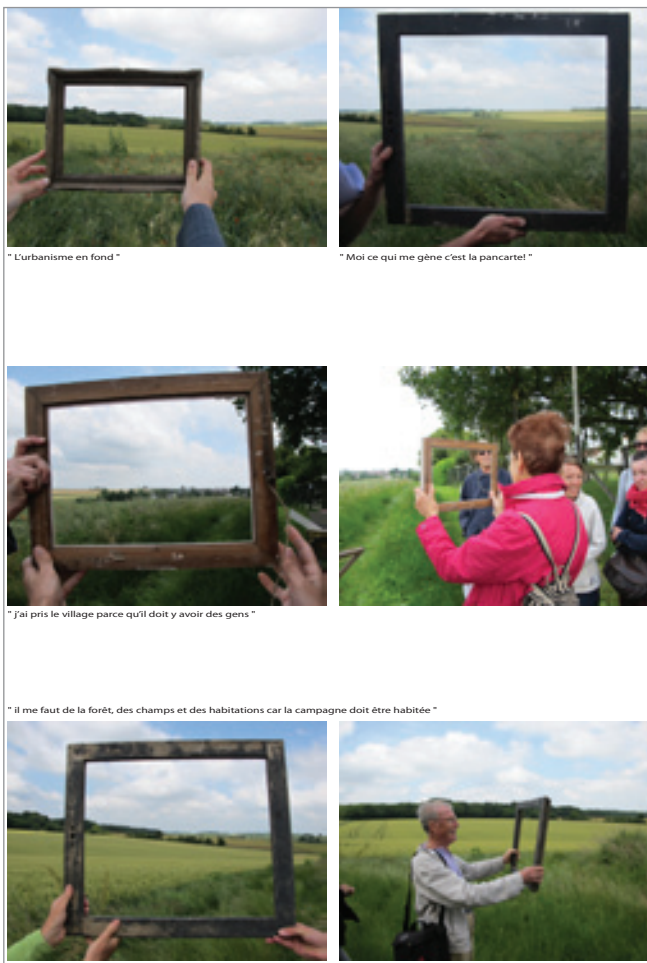 " L'urbanisme en fond "
" Moi ce qui me gène c'est la pancarte! "
" j'ai pris le village parce qu'il doit y avoir des gens "
" il me faut de la forêt, des champs et des habitations car la campagne doit être habitée "